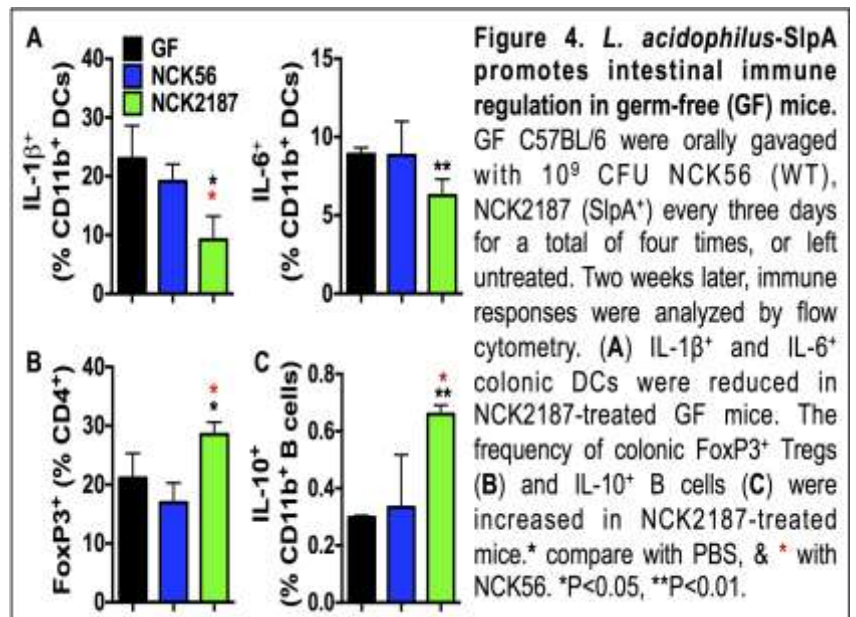 A
40
30
20
10
0
IL-1β⁺
(% CD11b⁺ DCs)
GF
NCK56
NCK2187
*
*
15
10
5
0
IL-6⁺
(% CD11b⁺ DCs)
**
B
40
30
20
10
0
FoxP3⁺ (% CD4⁺)
*
*
C
0.8
0.6
0.4
0.2
0.0
IL-10⁺
(% CD11b⁺ B cells)
*
**
Figure 4. L. acidophilus-SlpA
promotes intestinal immune
regulation in germ-free (GF) mice.
GF C57BL/6 were orally gavaged
with 10⁹ CFU NCK56 (WT),
NCK2187 (SlpA⁺) every three days
for a total of four times, or left
untreated. Two weeks later, immune
responses were analyzed by flow
cytometry. (A) IL-1β⁺ and IL-6⁺
colonic DCs were reduced in
NCK2187-treated GF mice. The
frequency of colonic FoxP3⁺ Tregs
(B) and IL-10⁺ B cells (C) were
increased in NCK2187-treated
mice.* compare with PBS, & * with
NCK56. *P<0.05, **P<0.01.